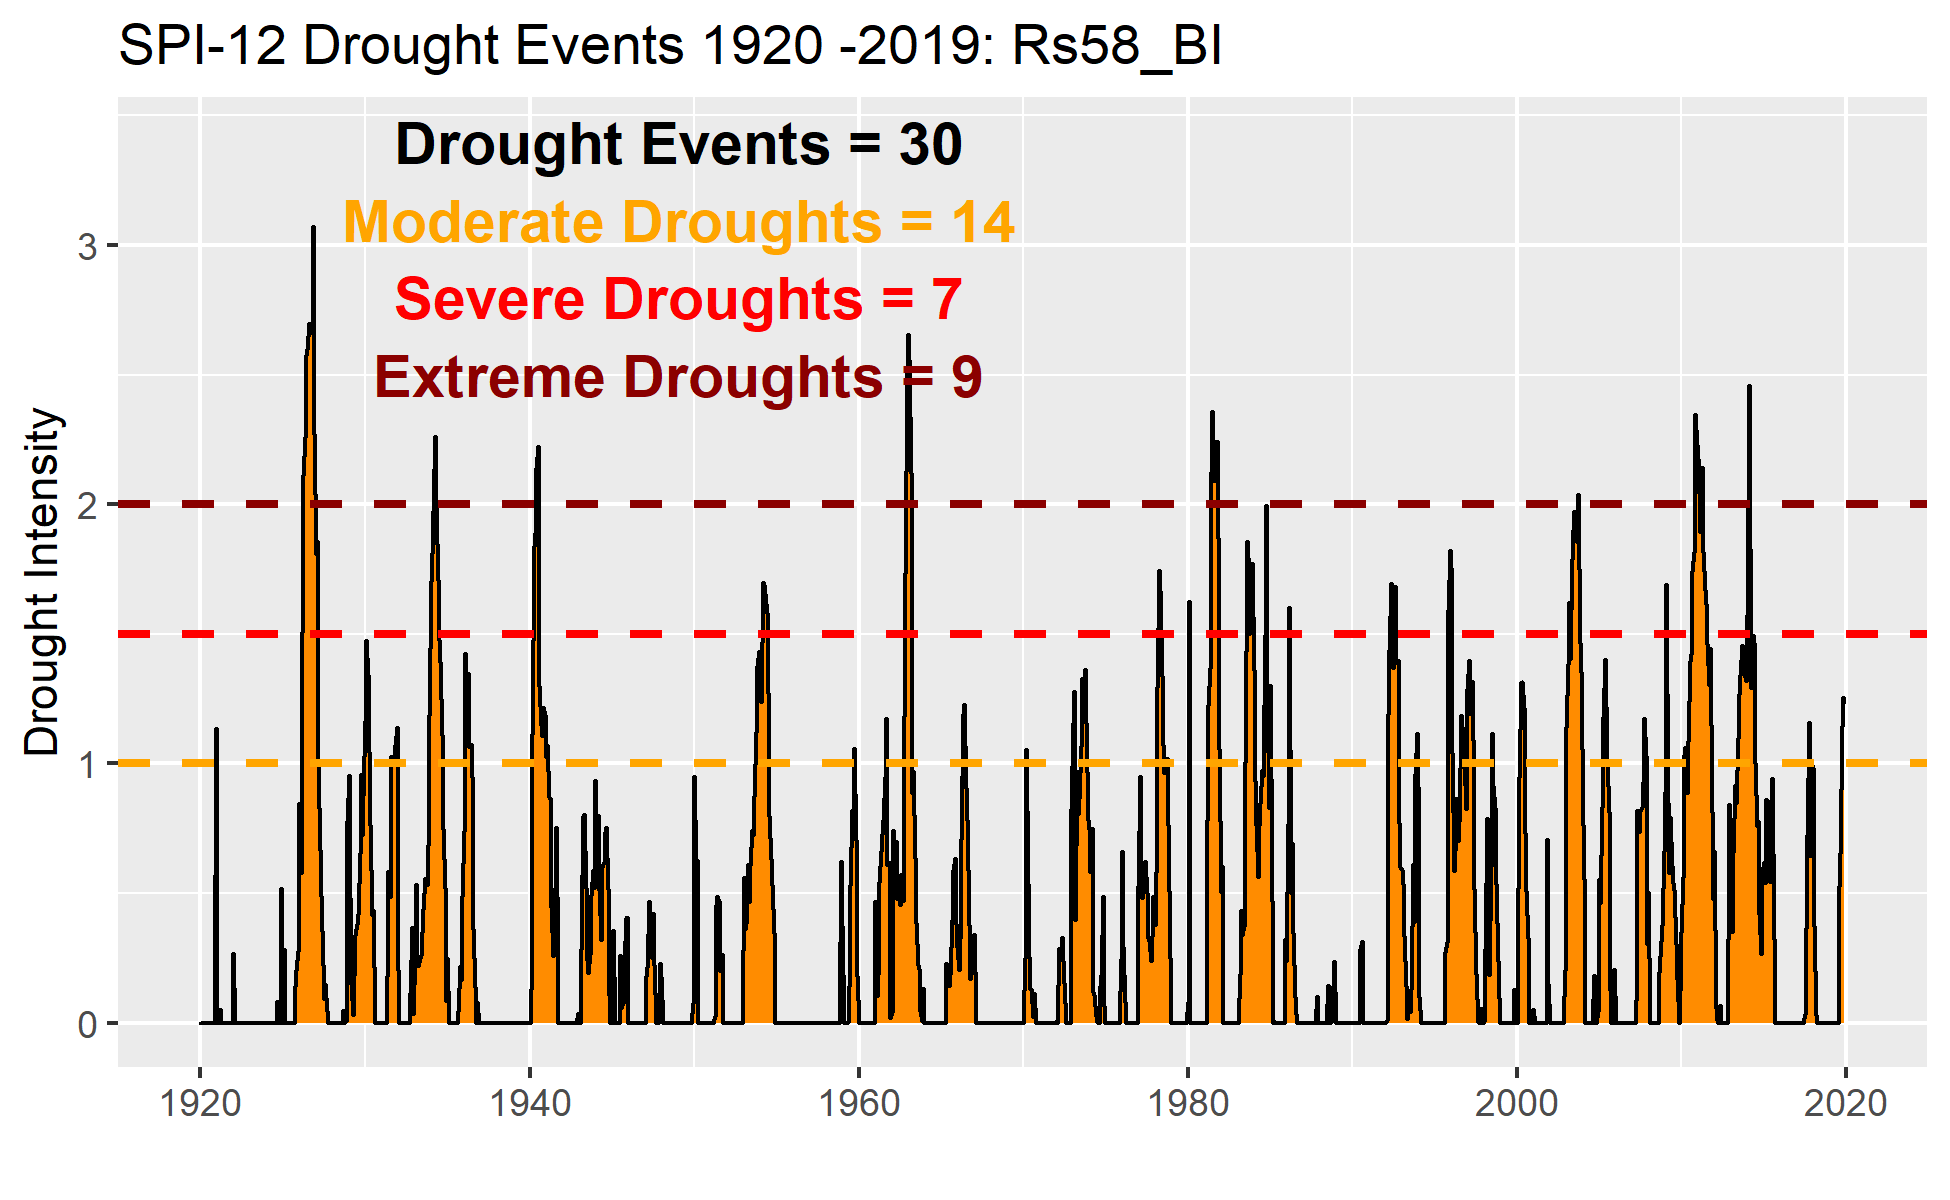 SPI-12 Drought Events 1920 -2019: Rs58_BI
Drought Events = 30
Moderate Droughts = 14
Severe Droughts = 7
Extreme Droughts = 9
Drought Intensity
3
2
1
0
1920 1940 1960 1980 2000 2020